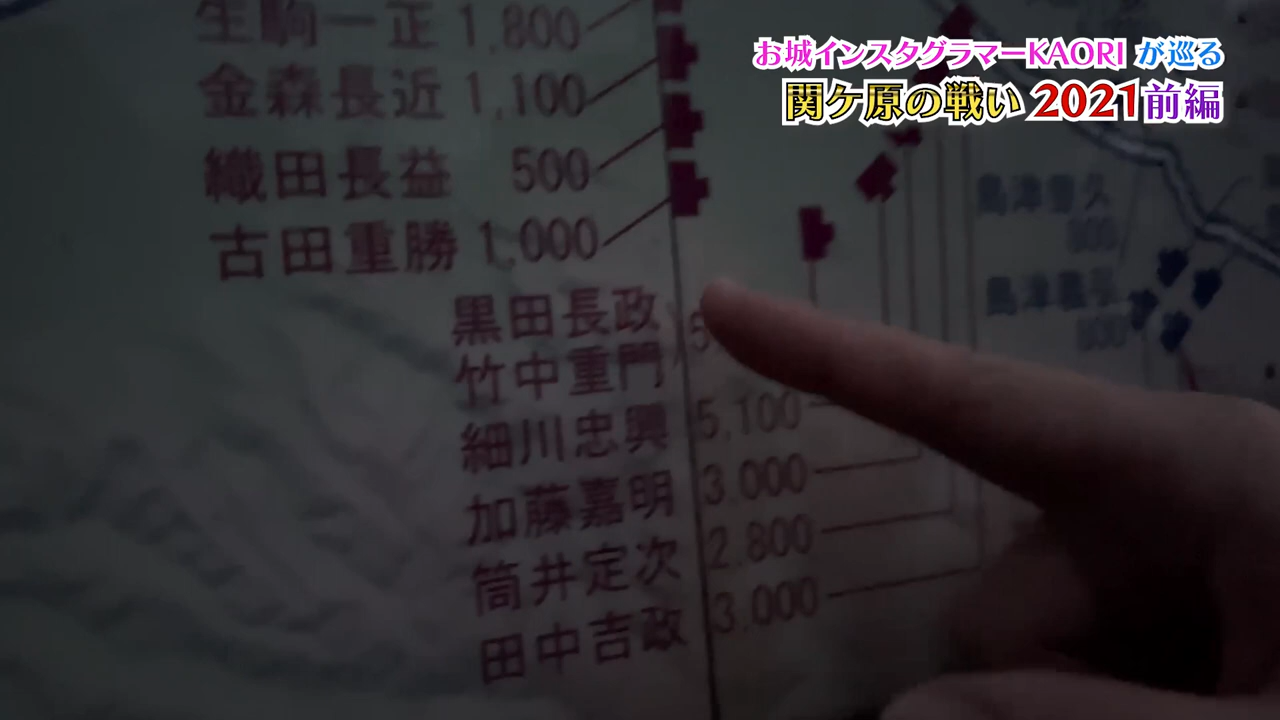 お城インスタグラマーKAORI が巡る
関ケ原の戦い 2021前編
生駒一正 1,800
金森長近 1,100
織田長益 500
古田重勝 1,000
黒田長政
竹中重門
細川忠興 5,100
加藤嘉明 3,000
筒井定次 2,800
田中吉政 3,000
島津豊久
800
島津義弘
800